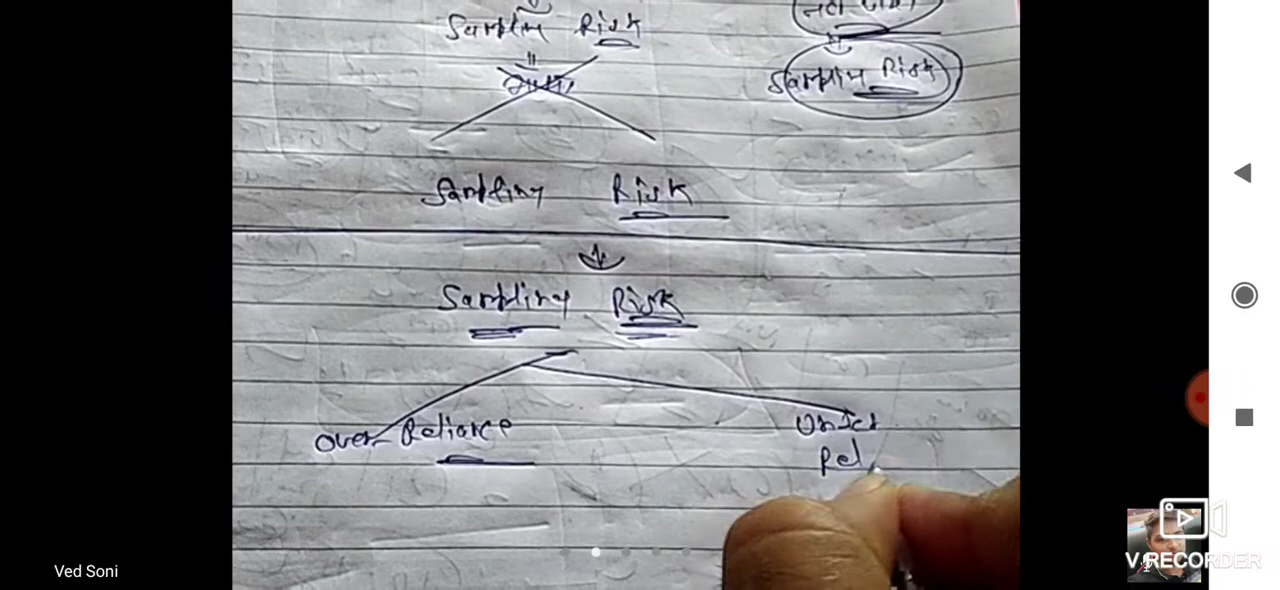 Sampling Risk
Sampling Risk
Sampling Risk
Sampling Risk
Over-Reliance
Under
Rel
Ved Soni
V RECORDER